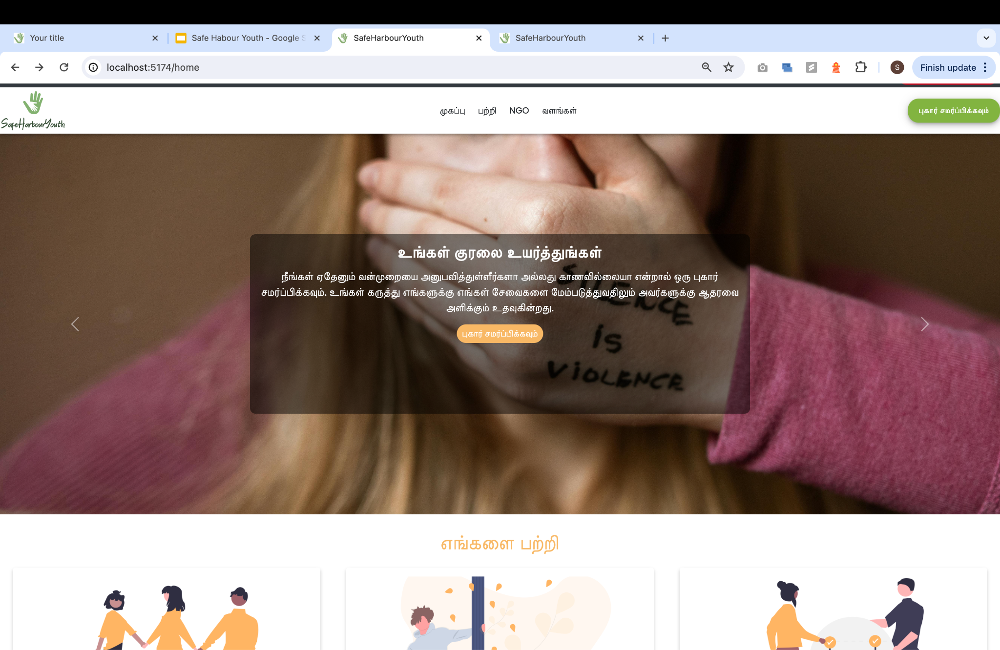 Your title
Safe Habour Youth - Google S
SafeHarbourYouth
SafeHarbourYouth
localhost:5174/home
S
Finish update
SafeHarbourYouth
முகப்பு பற்றி NGO வளங்கள்
புகார் சமர்ப்பிக்கவும்
உங்கள் குரலை உயர்த்துங்கள்
நீங்கள் ஏதேனும் வன்முறையை அனுபவித்துள்ளீர்களா அல்லது காணவில்லையா என்றால் ஒரு புகார்
சமர்ப்பிக்கவும். உங்கள் கருத்து எங்களுக்கு எங்கள் சேவைகளை மேம்படுத்துவதிலும் அவர்களுக்கு ஆதரவை
அளிக்கும் உதவுகின்றது.
புகார் சமர்ப்பிக்கவும்
SiLENCE
iS
ViOLENCE
எங்களை பற்றி